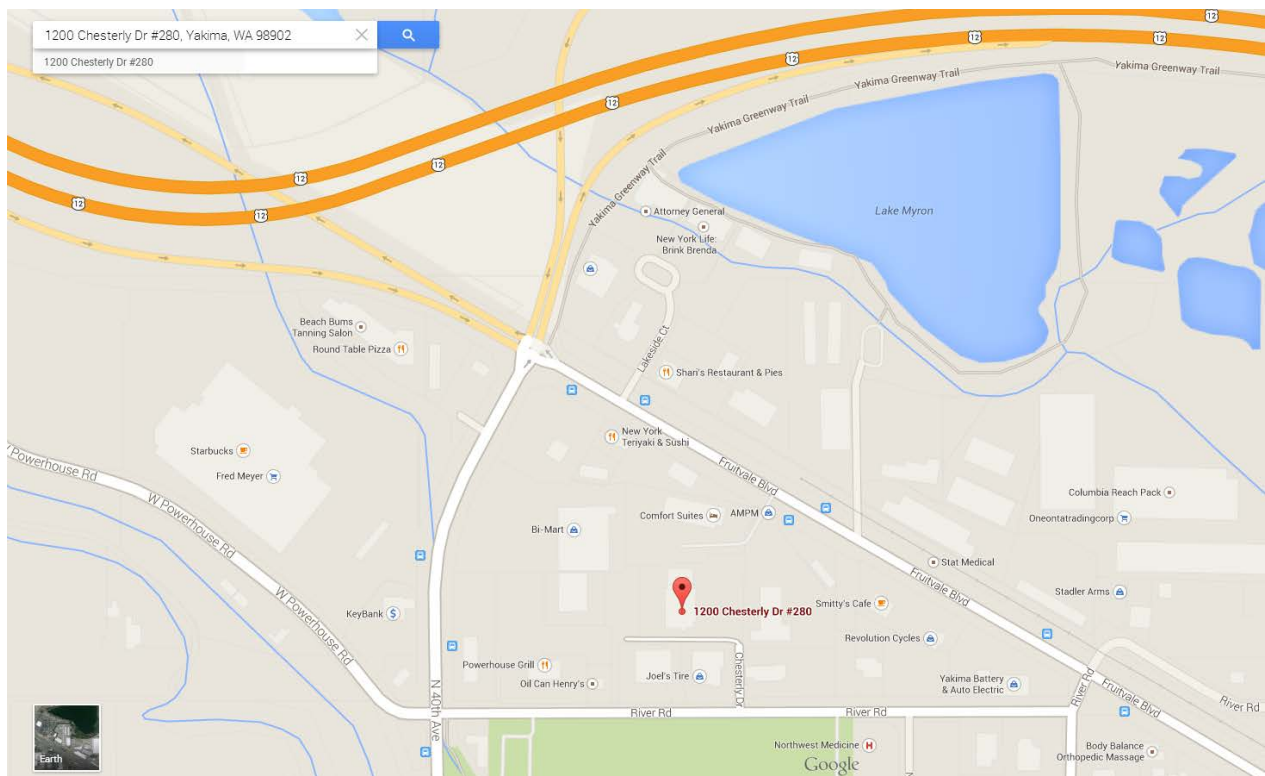 1200 Chesterly Dr #280, Yakima, WA 98902
1200 Chesterly Dr #280
12
12
12
12
12
12
12
12
12
12
Yakima Greenway Trail
Yakima Greenway Trail
Yakima Greenway Trail
Yakima Greenway Trail
Lake Myron
Attorney General
New York Life:
Brink Brenda
Beach Bums
Tanning Salon
Round Table Pizza
Lakeside Ct
Shari's Restaurant & Pies
New York
Teriyaki & Sushi
Starbucks
Fred Meyer
W Powerhouse Rd
W Powerhouse Rd
W Powerhouse Rd
Fruitvale Blvd
Columbia Reach Pack
Comfort Suites
AMPM
Oneontatradingcorp
Bi-Mart
Stat Medical
Fruitvale Blvd
Stadler Arms
1200 Chesterly Dr #280
Smitty's Cafe
KeyBank
$
Revolution Cycles
Powerhouse Grill
Joel's Tire
Chesterly Dr
Oil Can Henry's
Yakima Battery
& Auto Electric
River Rd
Fruitvale Blvd
N 40th Ave
River Rd
River Rd
Northwest Medicine
H
Body Balance
Orthopedic Massage
Earth
Google
N